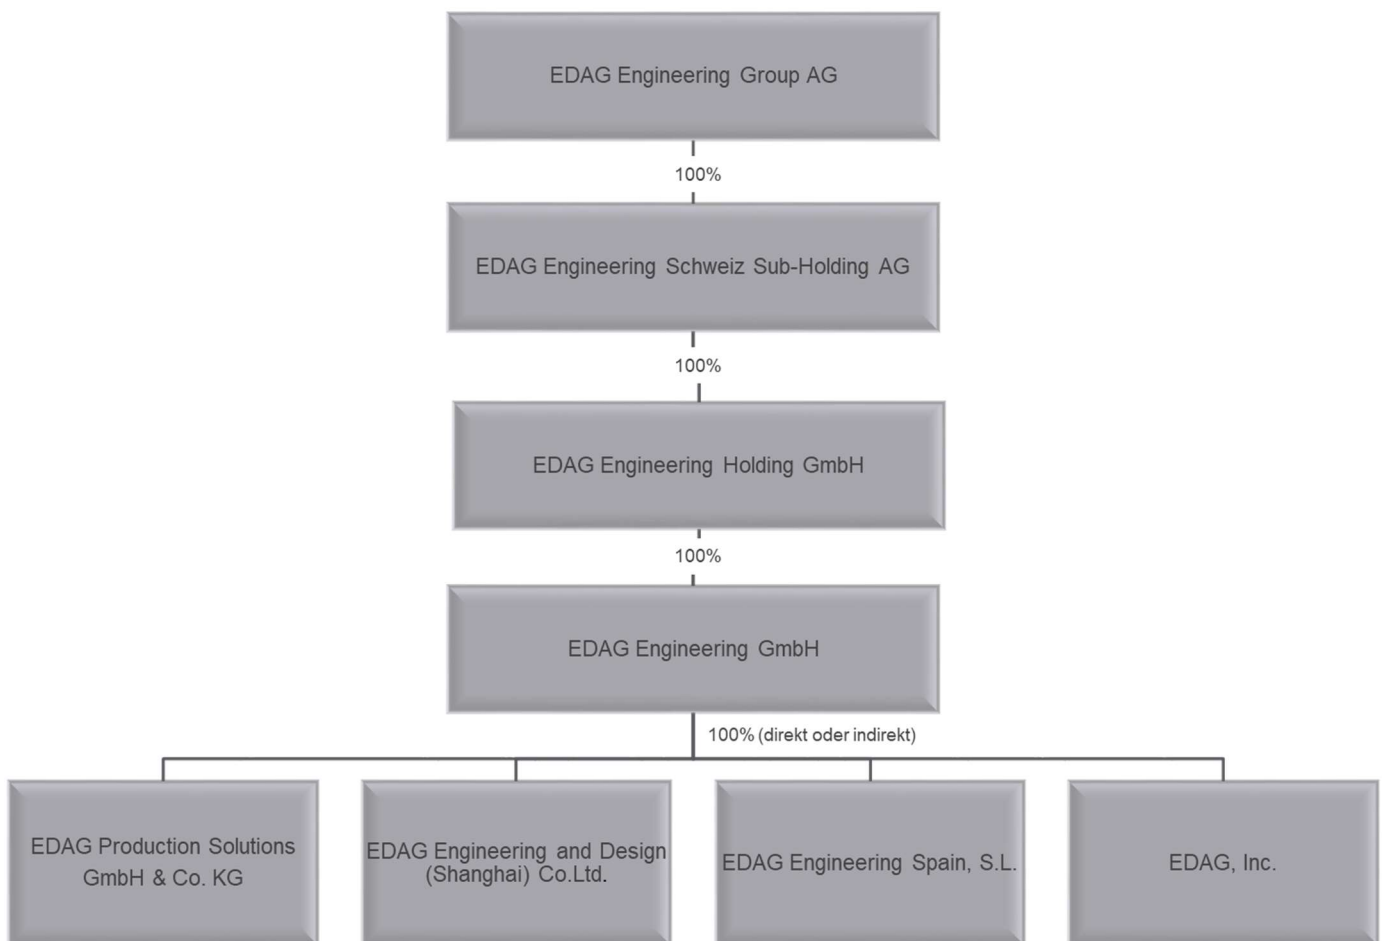 EDAG Engineering Group AG
100%
EDAG Engineering Schweiz Sub-Holding AG
100%
EDAG Engineering Holding GmbH
100%
EDAG Engineering GmbH
100% (direkt oder indirekt)
EDAG Production Solutions
GmbH & Co. KG
EDAG Engineering and Design
(Shanghai) Co.Ltd.
EDAG Engineering Spain, S.L.
EDAG, Inc.